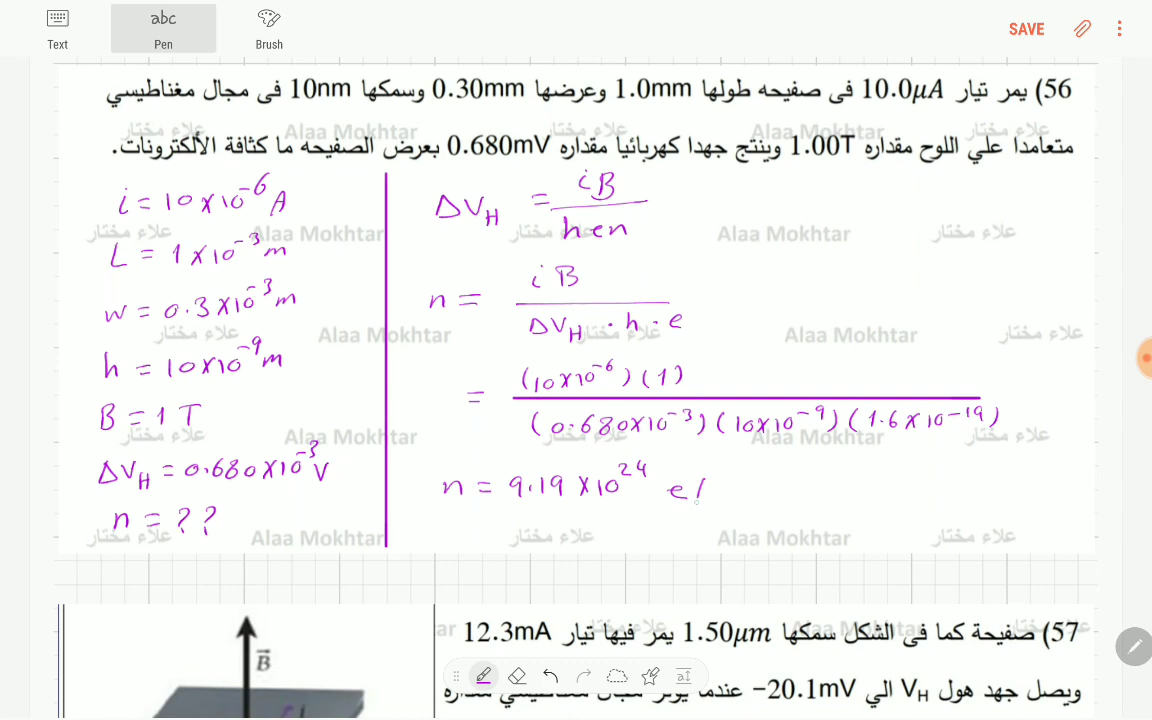 abc
Text
Pen
Brush
SAVE
56) يمر تيار 10.0μA فى صفيحه طولها 1.0mm وعرضها 0.30mm وسمكها 10nm فى مجال مغناطيسي
متعامدا علي اللوح مقداره 1.00T وينتج جهدا كهربائيا مقداره 0.680mV بعرض الصفيحه ما كثافة الألكترونات.
i = 10×10⁻⁶ A
L = 1×10⁻³ m
w = 0.3×10⁻³ m
h = 10×10⁻⁹ m
B = 1 T
ΔV_H = 0.680×10⁻³ V
n = ??
ΔV_H = iB / hen
n = iB / ΔV_H · h · e
= (10×10⁻⁶)(1) / (0.680×10⁻³)(10×10⁻⁹)(1.6×10⁻¹⁹)
n = 9.19×10²⁴ e/
علاء مختار Alaa Mokhtar
57) صفيحة كما فى الشكل سمكها 1.50μm يمر فيها تيار 12.3mA
ويصل جهد هول V_H الي −20.1mV عندما
B